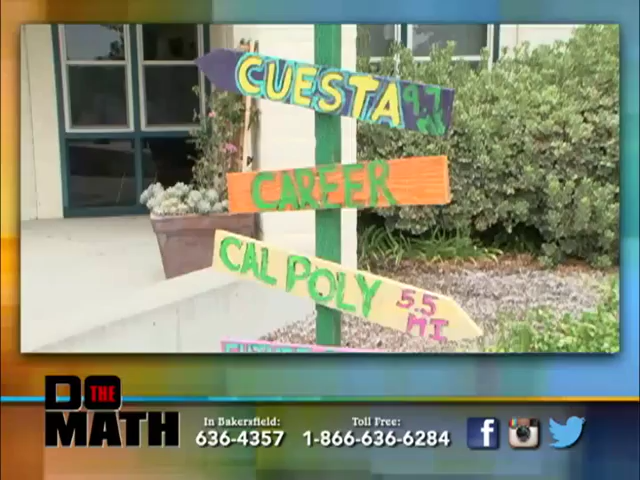 CUESTA 9.7
CAREER
CAL POLY 5.5
MI
DO THE
MATH
In Bakersfield:
636-4357
Toll Free:
1-866-636-6284
f